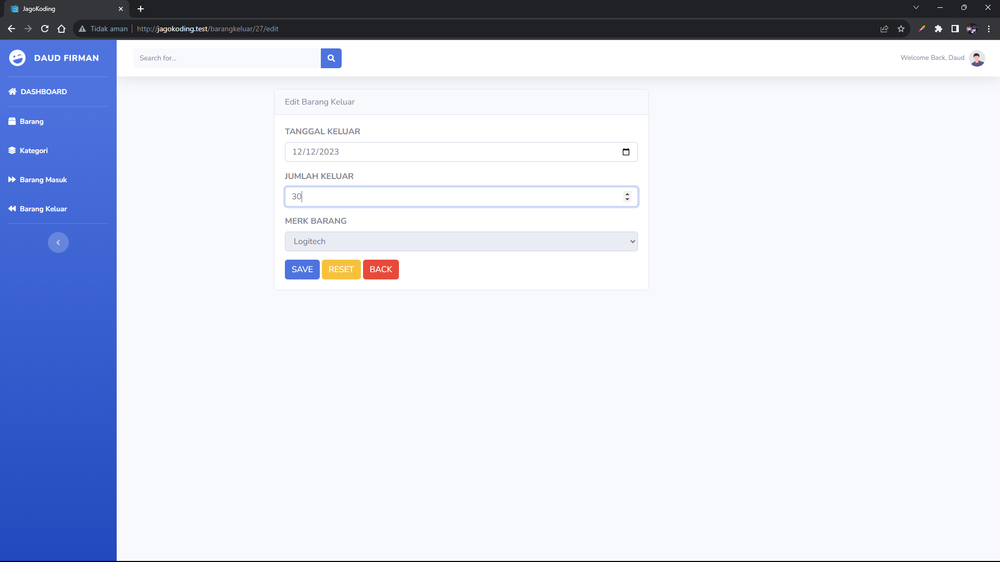 JagoKoding
Tidak aman
http://jagokoding.test/barangkeluar/27/edit
DAUD FIRMAN
Search for...
Welcome Back, Daud
DASHBOARD
Barang
Kategori
Barang Masuk
Barang Keluar
Edit Barang Keluar
TANGGAL KELUAR
12/12/2023
JUMLAH KELUAR
30
MERK BARANG
Logitech
SAVE RESET BACK